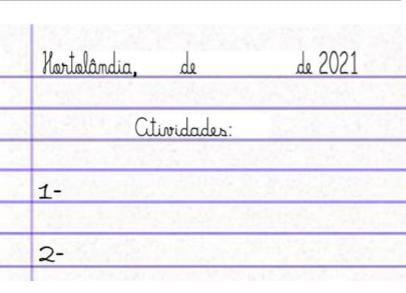 Hortolândia, de de 2021
Atividades:
1-
2-